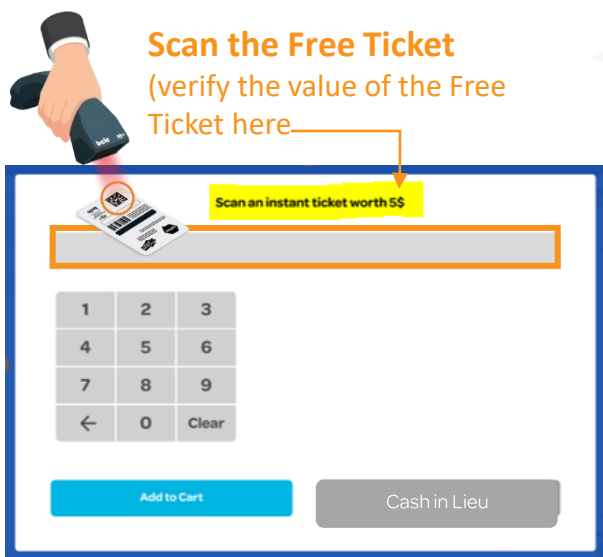 Scan the Free Ticket
(verify the value of the Free
Ticket here
Scan an instant ticket worth 5$
1 2 3
4 5 6
7 8 9
← 0 Clear
Add to Cart
Cash in Lieu